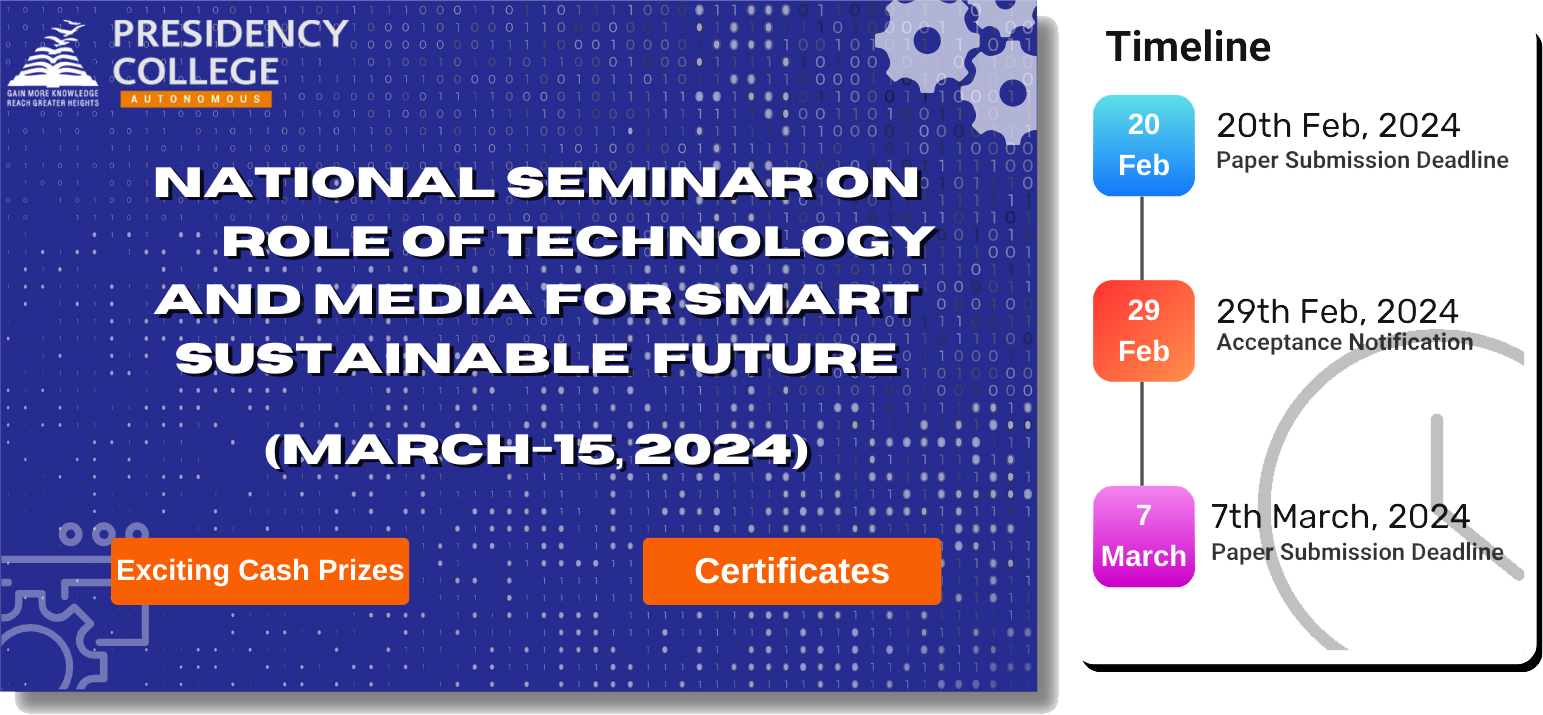 PRESIDENCY
COLLEGE
AUTONOMOUS
GAIN MORE KNOWLEDGE
REACH GREATER HEIGHTS
NATIONAL SEMINAR ON
ROLE OF TECHNOLOGY
AND MEDIA FOR SMART
SUSTAINABLE FUTURE
(MARCH-15, 2024)
Exciting Cash Prizes
Certificates
Timeline
20
Feb
20th Feb, 2024
Paper Submission Deadline
29
Feb
29th Feb, 2024
Acceptance Notification
7
March
7th March, 2024
Paper Submission Deadline